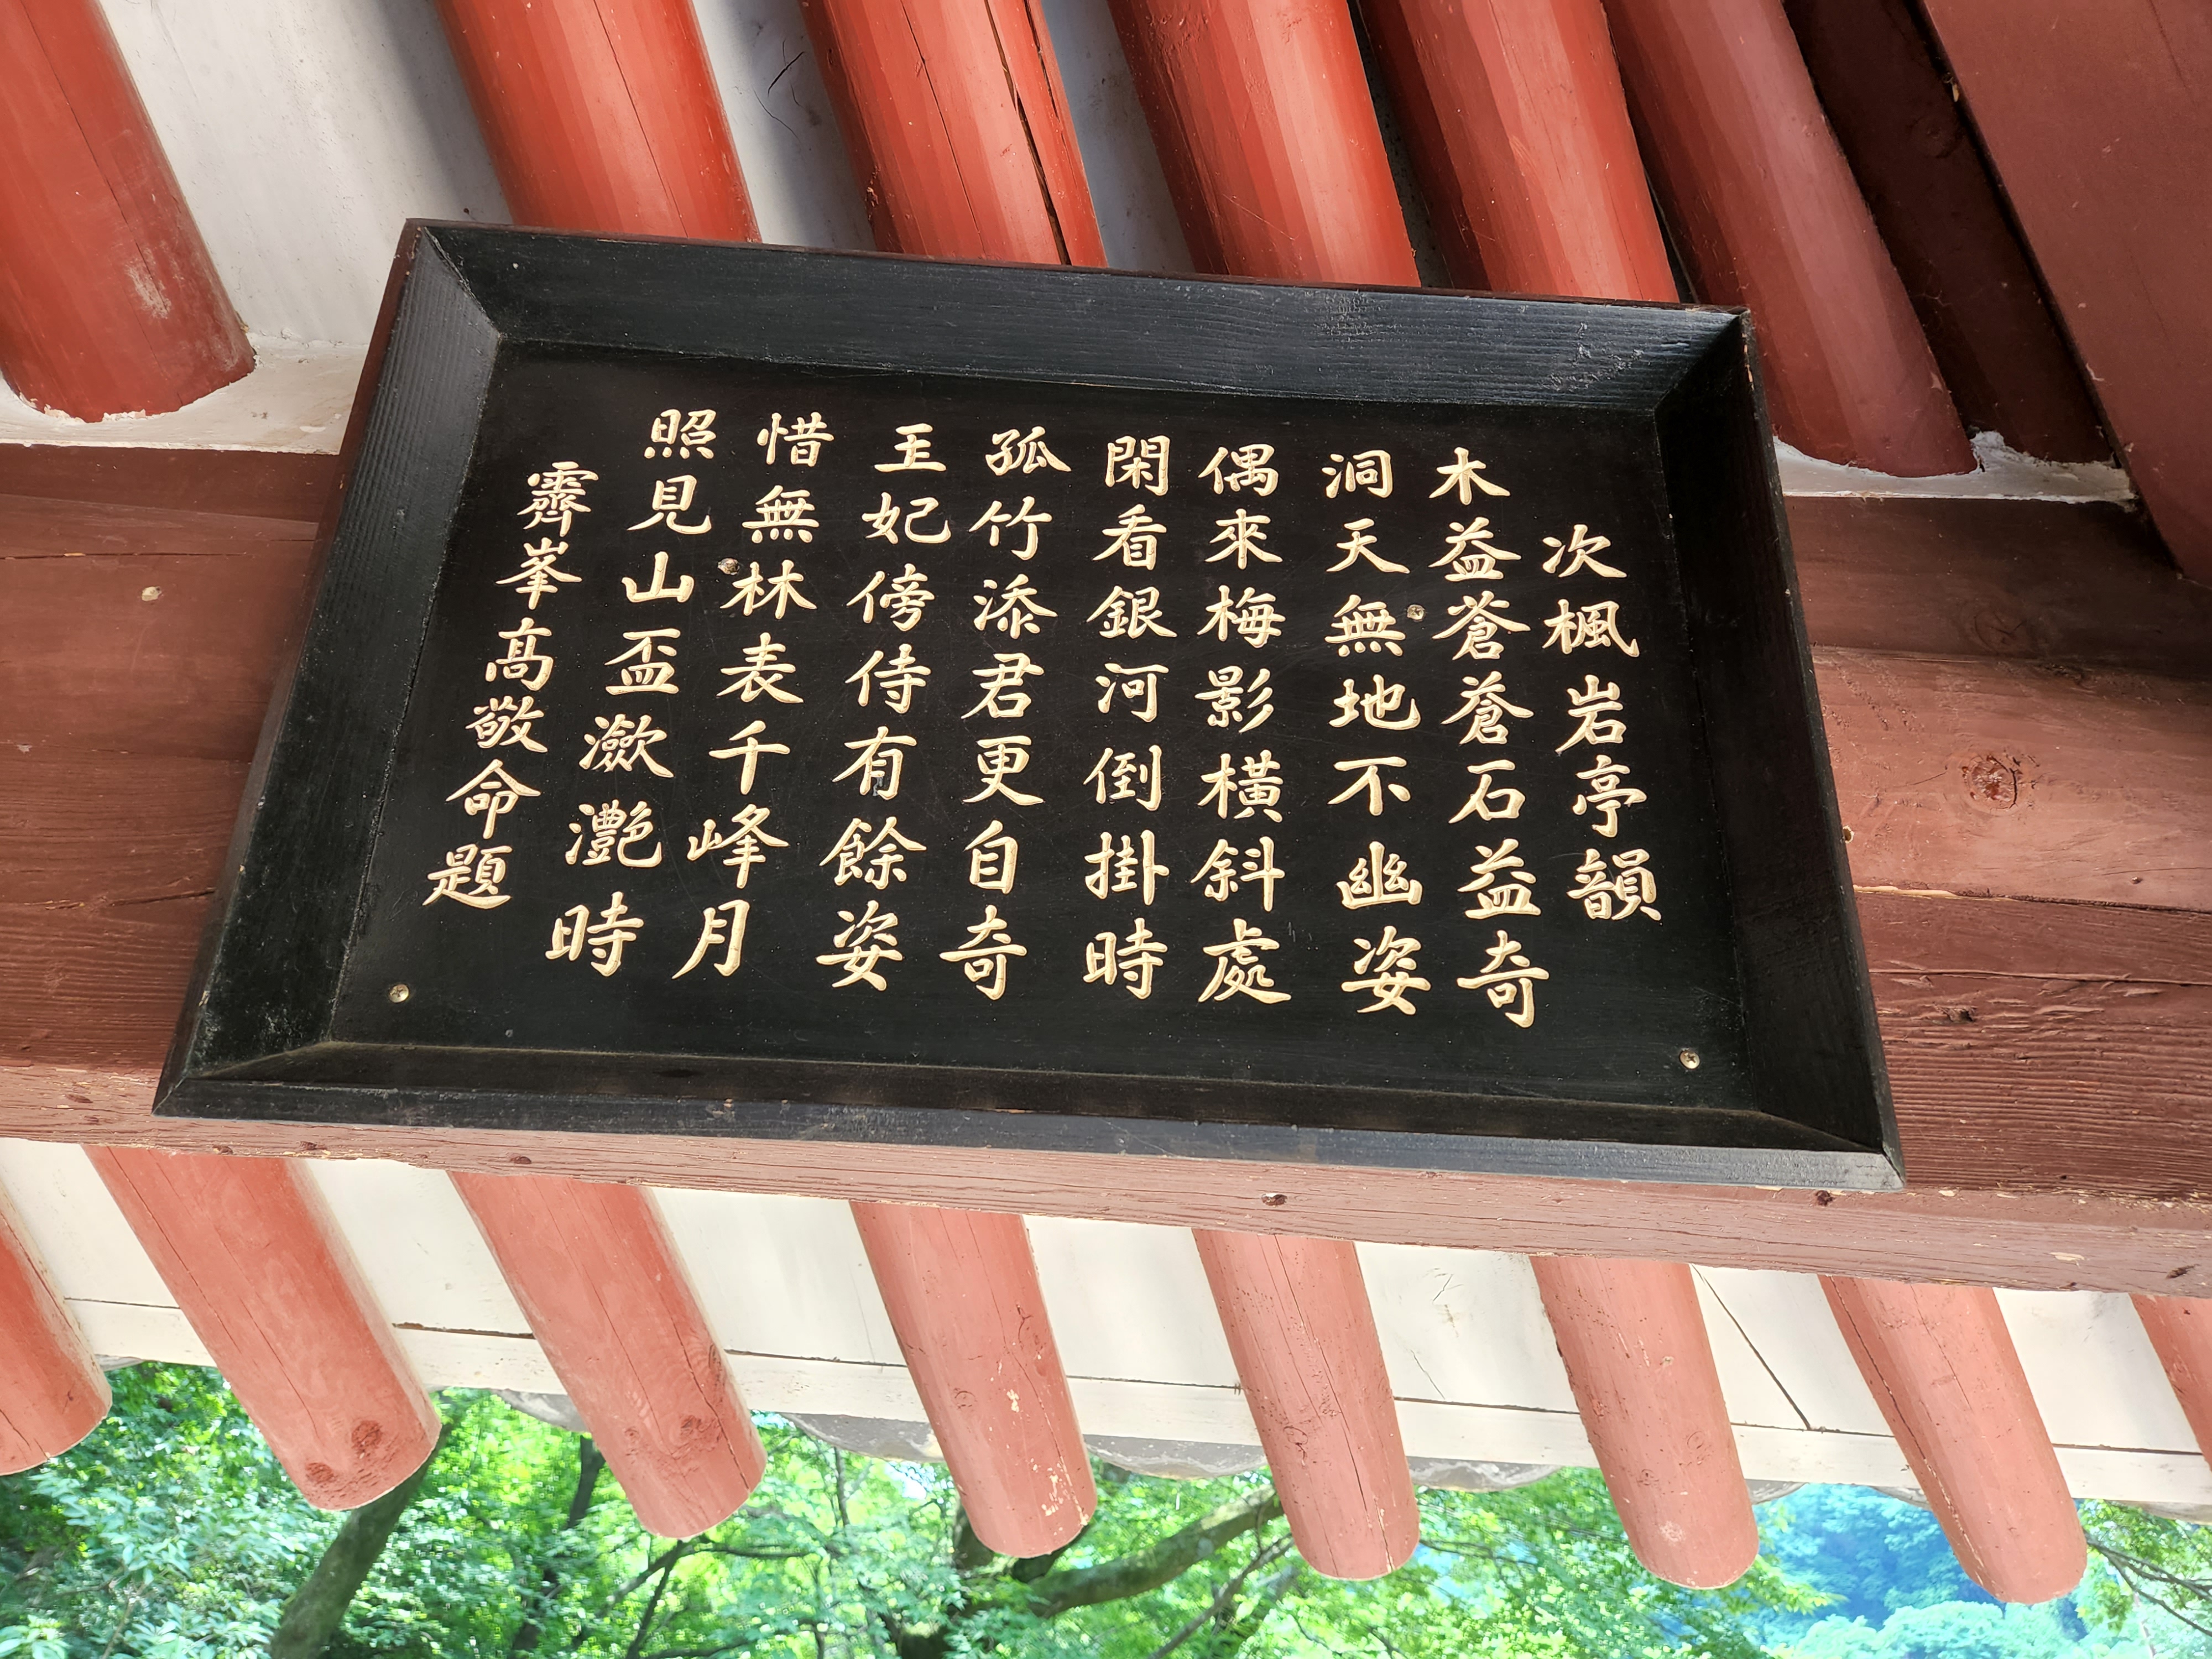 次楓岩亭韻
木益蒼蒼石益奇
洞天無地不幽姿
偶來梅影橫斜處
閑看銀河倒掛時
孤竹添君更自奇
王妃傍侍有餘姿
惜無林表千峰月
照見山盃瀲灩時
霽峯高敬命題